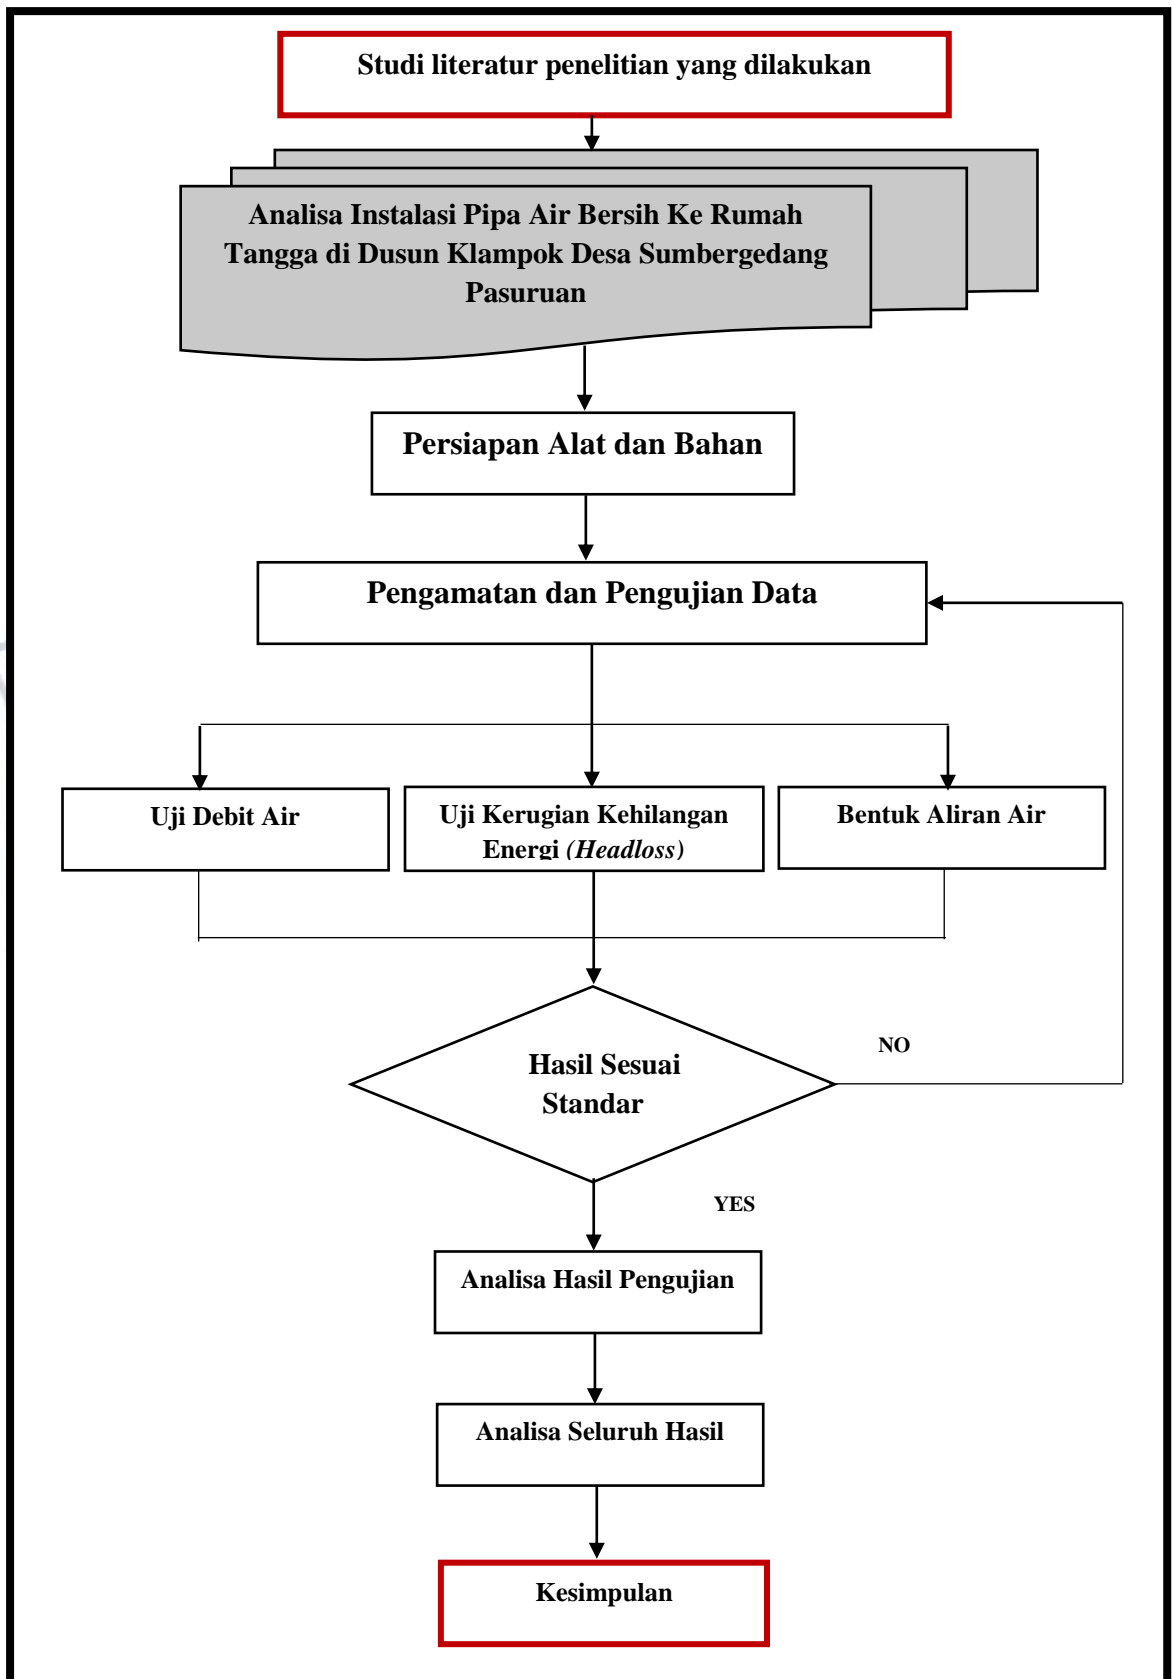 Studi literatur penelitian yang dilakukan
Analisa Instalasi Pipa Air Bersih Ke Rumah
Tangga di Dusun Klampok Desa Sumbergedang
Pasuruan
Persiapan Alat dan Bahan
Pengamatan dan Pengujian Data
Uji Debit Air
Uji Kerugian Kehilangan
Energi (Headloss)
Bentuk Aliran Air
Hasil Sesuai
Standar
NO
YES
Analisa Hasil Pengujian
Analisa Seluruh Hasil
Kesimpulan